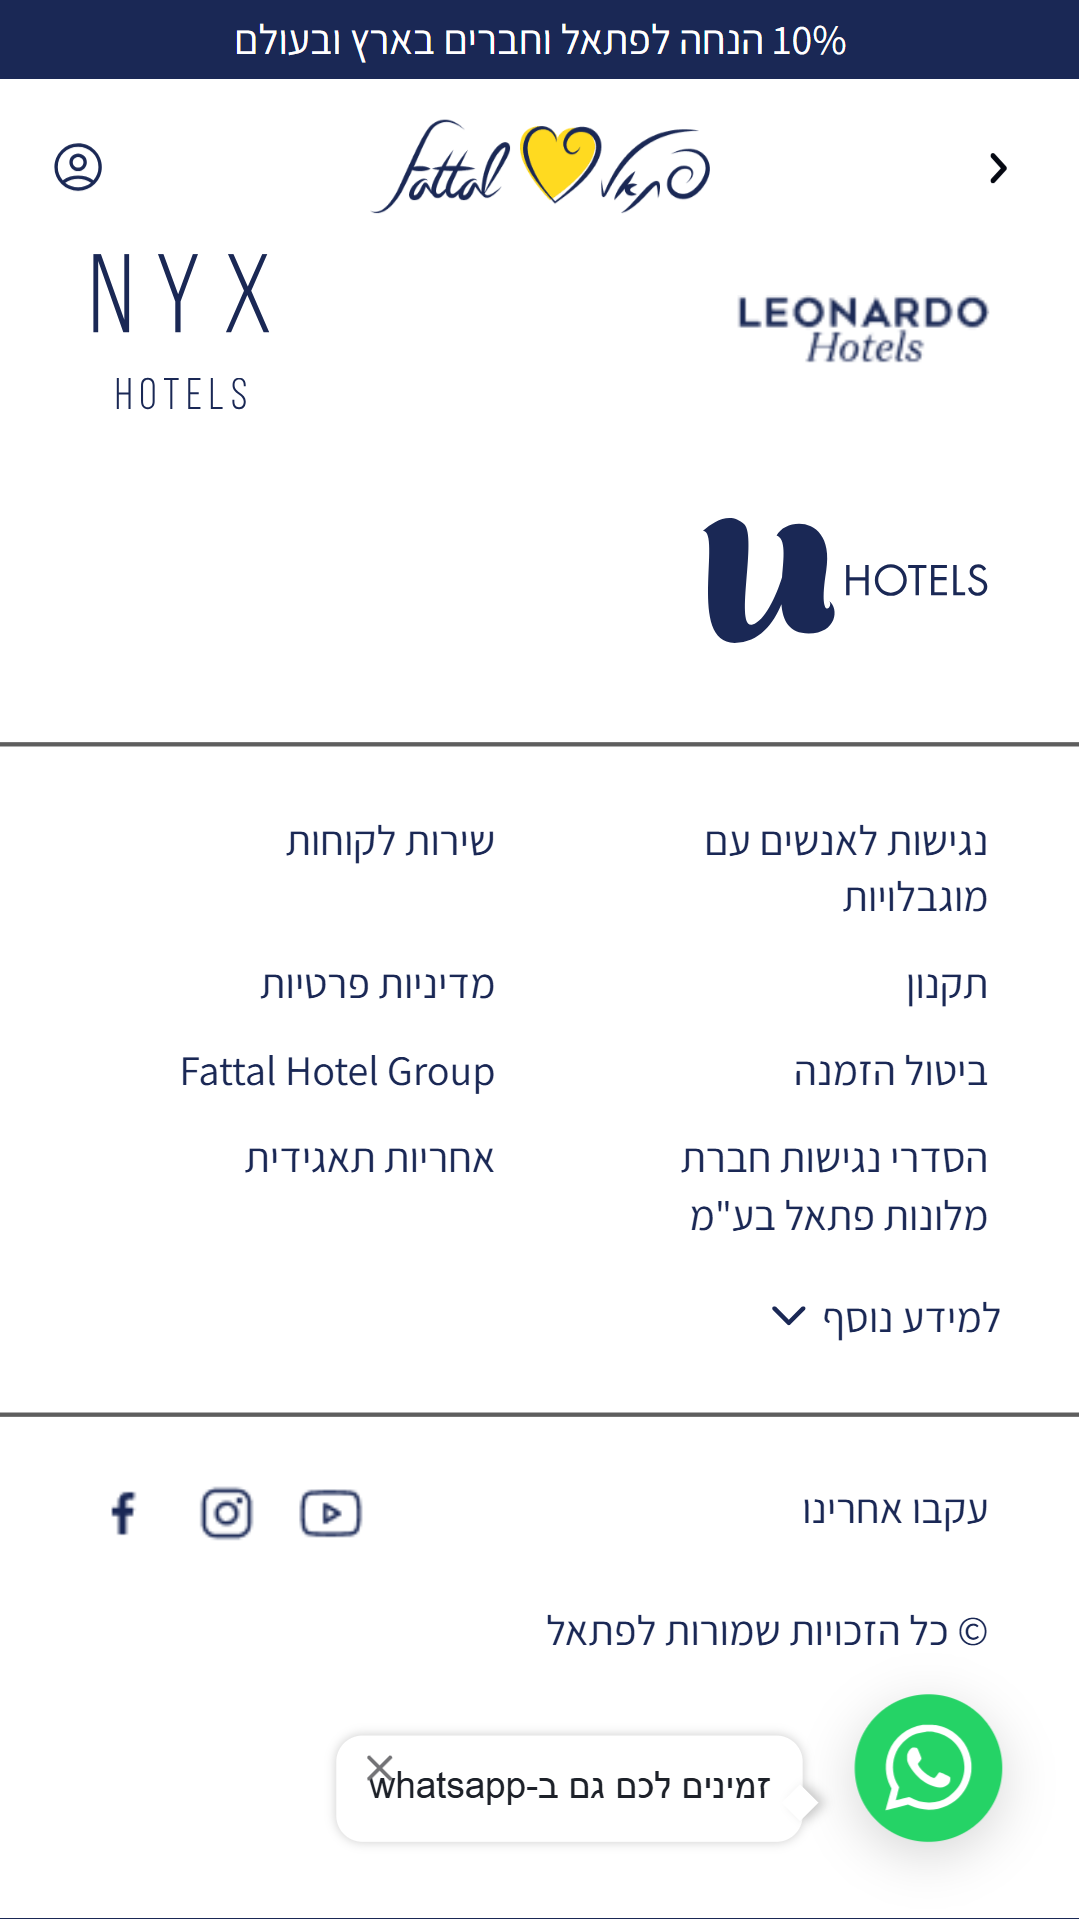 10% הנחה לפתאל וחברים בארץ ובעולם
Fattal פתאל
LEONARDO
Hotels
NYX
HOTELS
u HOTELS
נגישות לאנשים עם
מוגבלויות
שירות לקוחות
תקנון
מדיניות פרטיות
ביטול הזמנה
Fattal Hotel Group
הסדרי נגישות חברת
מלונות פתאל בע"מ
אחריות תאגידית
למידע נוסף
עקבו אחרינו
© כל הזכויות שמורות לפתאל
זמינים לכם גם ב-whatsapp